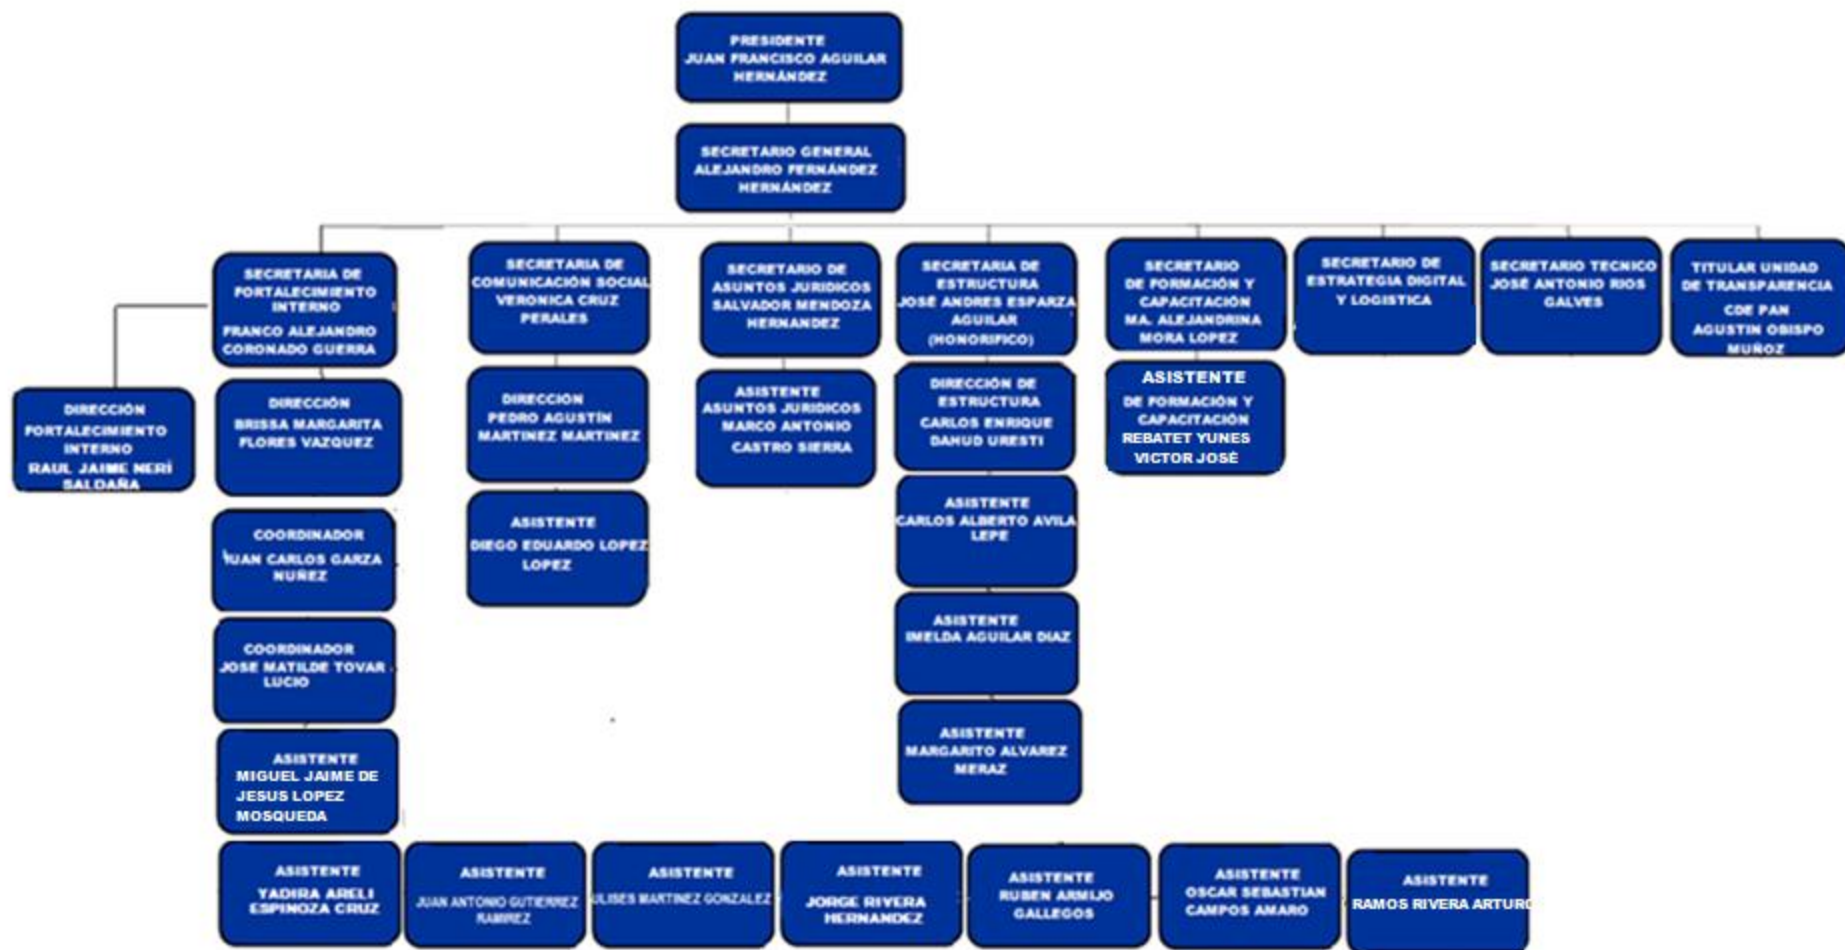 PRESIDENTE
JUAN FRANCISCO AGUILAR
HERNÁNDEZ
SECRETARIO GENERAL
ALEJANDRO FERNÁNDEZ
HERNÁNDEZ
SECRETARIA DE
FORTALECIMIENTO
INTERNO
FRANCO ALEJANDRO
CORONADO GUERRA
SECRETARIA DE
COMUNICACIÓN SOCIAL
VERONICA CRUZ
PERALES
SECRETARIO DE
ASUNTOS JURIDICOS
SALVADOR MENDOZA
HERNANDEZ
SECRETARIA DE
ESTRUCTURA
JOSÉ ANDRES ESPARZA
AGUILAR
(HONORIFICO)
SECRETARIO
DE FORMACIÓN Y
CAPACITACIÓN
MA. ALEJANDRINA
MORA LOPEZ
SECRETARIO DE
ESTRATEGIA DIGITAL
Y LOGISTICA
SECRETARIO TECNICO
JOSÉ ANTONIO RIOS
GALVES
TITULAR UNIDAD
DE TRANSPARENCIA
CDE PAN
AGUSTIN OBISPO
MUÑOZ
DIRECCIÓN
FORTALECIMIENTO
INTERNO
RAUL JAIME NERÍ
SALDAÑA
DIRECCIÓN
BRISSA MARGARITA
FLORES VAZQUEZ
DIRECCIÓN
PEDRO AGUSTÍN
MARTINEZ MARTINEZ
ASISTENTE
ASUNTOS JURIDICOS
MARCO ANTONIO
CASTRO SIERRA
DIRECCIÓN DE
ESTRUCTURA
CARLOS ENRIQUE
DAHUD URESTI
ASISTENTE
DE FORMACIÓN Y
CAPACITACIÓN
REBATET YUNES
VICTOR JOSÉ
COORDINADOR
JUAN CARLOS GARZA
NUÑEZ
ASISTENTE
DIEGO EDUARDO LOPEZ
LOPEZ
ASISTENTE
CARLOS ALBERTO AVILA
LEPE
COORDINADOR
JOSE MATILDE TOVAR
LUCIO
ASISTENTE
IMELDA AGUILAR DIAZ
ASISTENTE
MIGUEL JAIME DE
JESUS LOPEZ
MOSQUEDA
ASISTENTE
MARGARITO ALVAREZ
MERAZ
ASISTENTE
YADIRA ARELI
ESPINOZA CRUZ
ASISTENTE
JUAN ANTONIO GUTIERREZ
RAMIREZ
ASISTENTE
ULISES MARTINEZ GONZALEZ
ASISTENTE
JORGE RIVERA
HERNANDEZ
ASISTENTE
RUBEN ARMIJO
GALLEGOS
ASISTENTE
OSCAR SEBASTIAN
CAMPOS AMARO
ASISTENTE
RAMOS RIVERA ARTURO